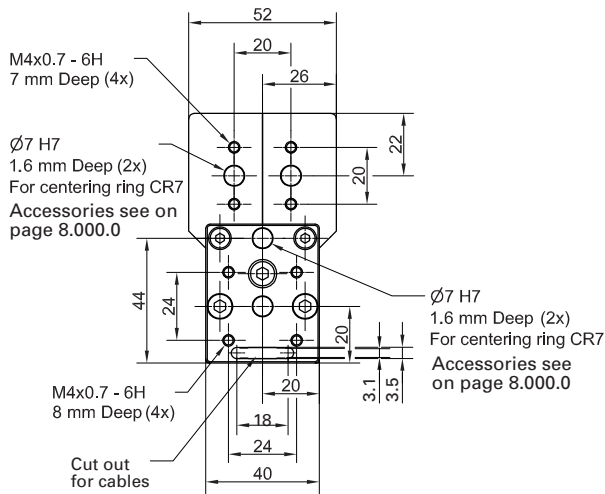 52
20
M4x0.7 - 6H
7 mm Deep (4x)
26
22
Ø7 H7
1.6 mm Deep (2x)
For centering ring CR7
Accessories see on
page 8.000.0
20
44
24
20
Ø7 H7
1.6 mm Deep (2x)
For centering ring CR7
Accessories see
on page 8.000.0
20
3.1
3.5
M4x0.7 - 6H
8 mm Deep (4x)
18
24
Cut out
for cables
40